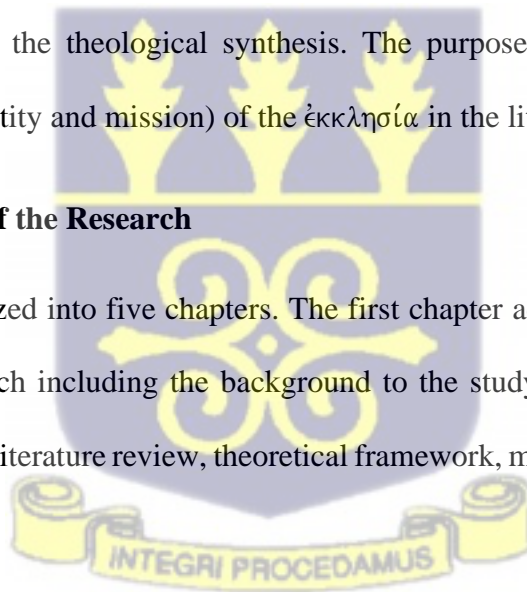 the theological synthesis. The purpose
tity and mission) of the ἐκκλησία in the li
f the Research
zed into five chapters. The first chapter a
ch including the background to the study
literature review, theoretical framework, m
INTEGRI PROCEDAMUS